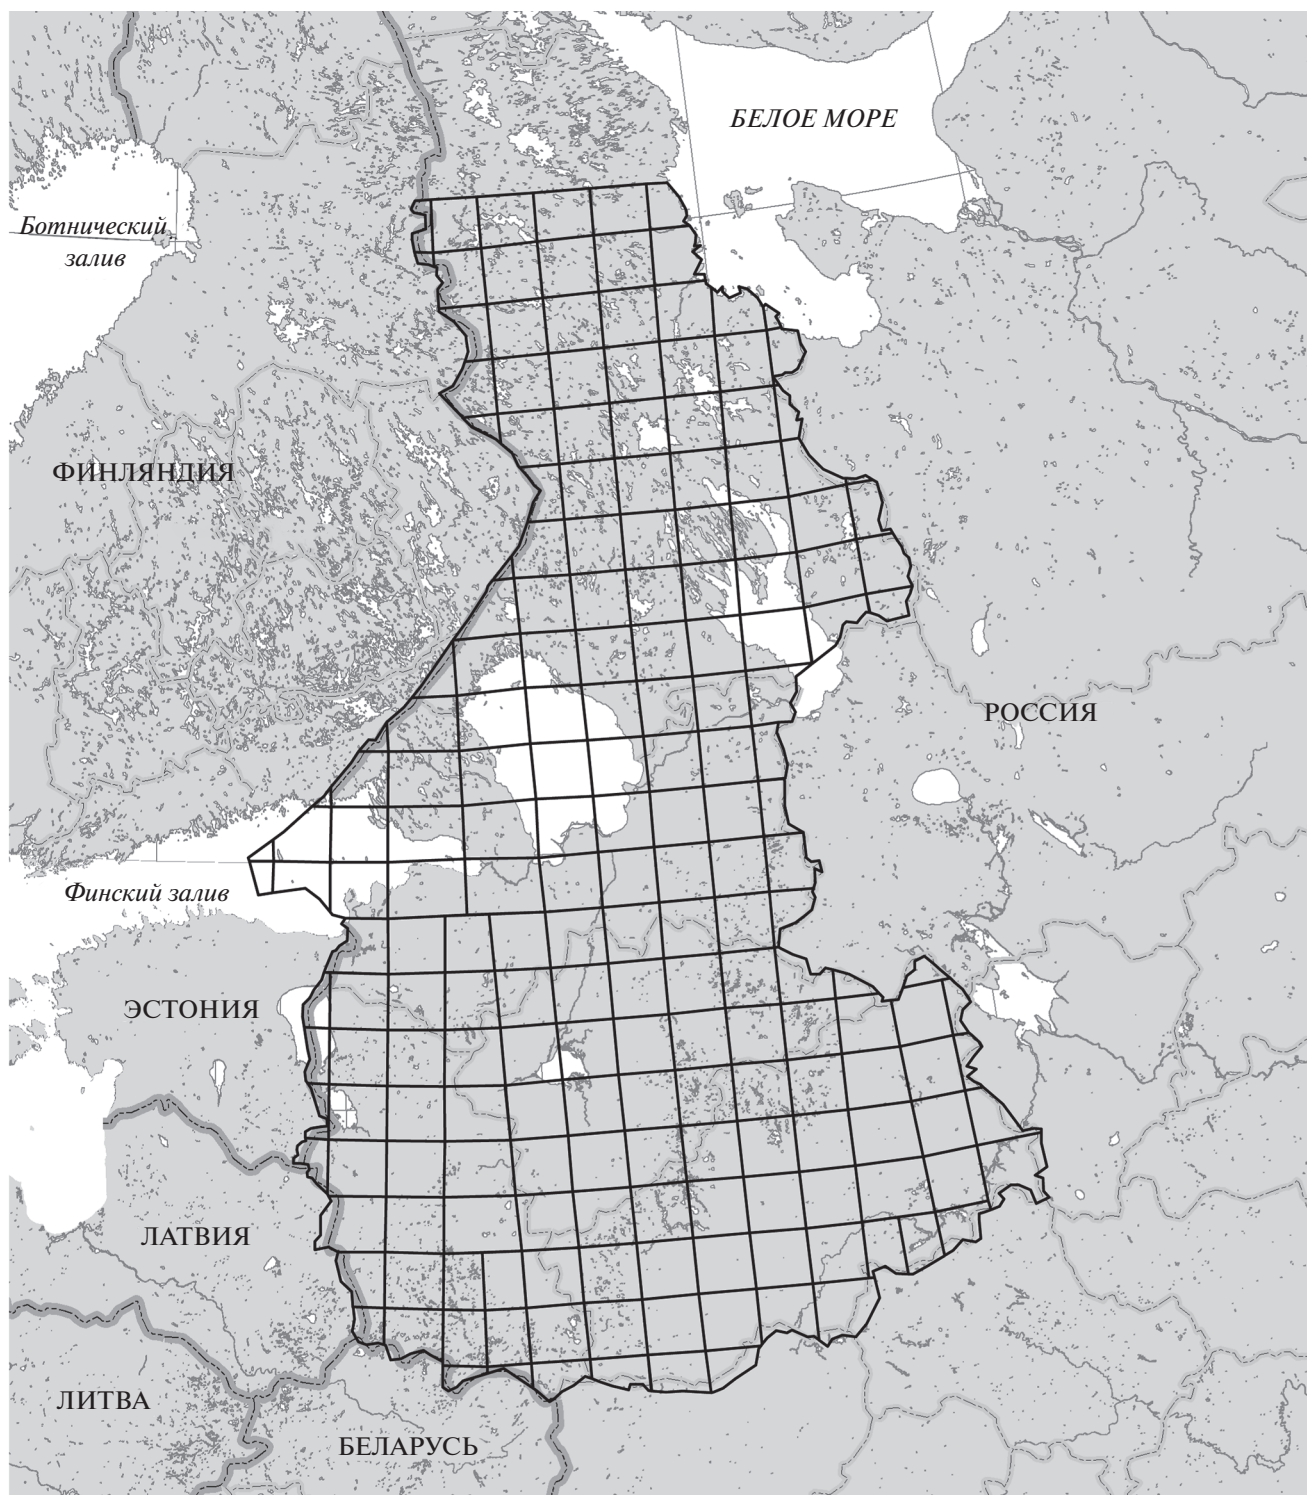 БЕЛОЕ МОРЕ
Ботнический
залив
ФИНЛЯНДИЯ
РОССИЯ
Финский залив
ЭСТОНИЯ
ЛАТВИЯ
ЛИТВА
БЕЛАРУСЬ